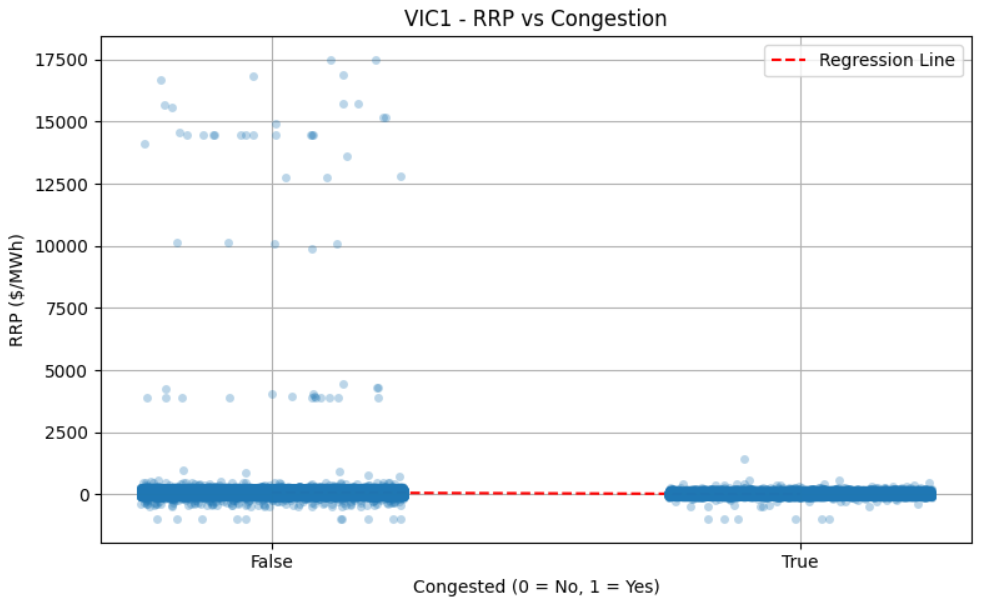 VIC1 - RRP vs Congestion
Regression Line
17500
15000
12500
10000
7500
5000
2500
0
RRP ($/MWh)
False
True
Congested (0 = No, 1 = Yes)